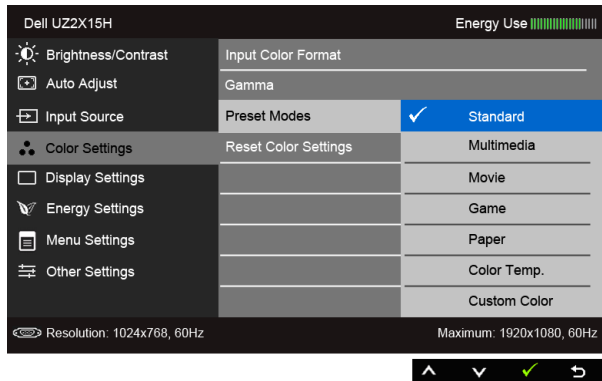 Dell UZ2X15H
Energy Use
Brightness/Contrast
Auto Adjust
Input Source
Color Settings
Display Settings
Energy Settings
Menu Settings
Other Settings
Input Color Format
Gamma
Preset Modes
Reset Color Settings
Standard
Multimedia
Movie
Game
Paper
Color Temp.
Custom Color
Resolution: 1024x768, 60Hz
Maximum: 1920x1080, 60Hz